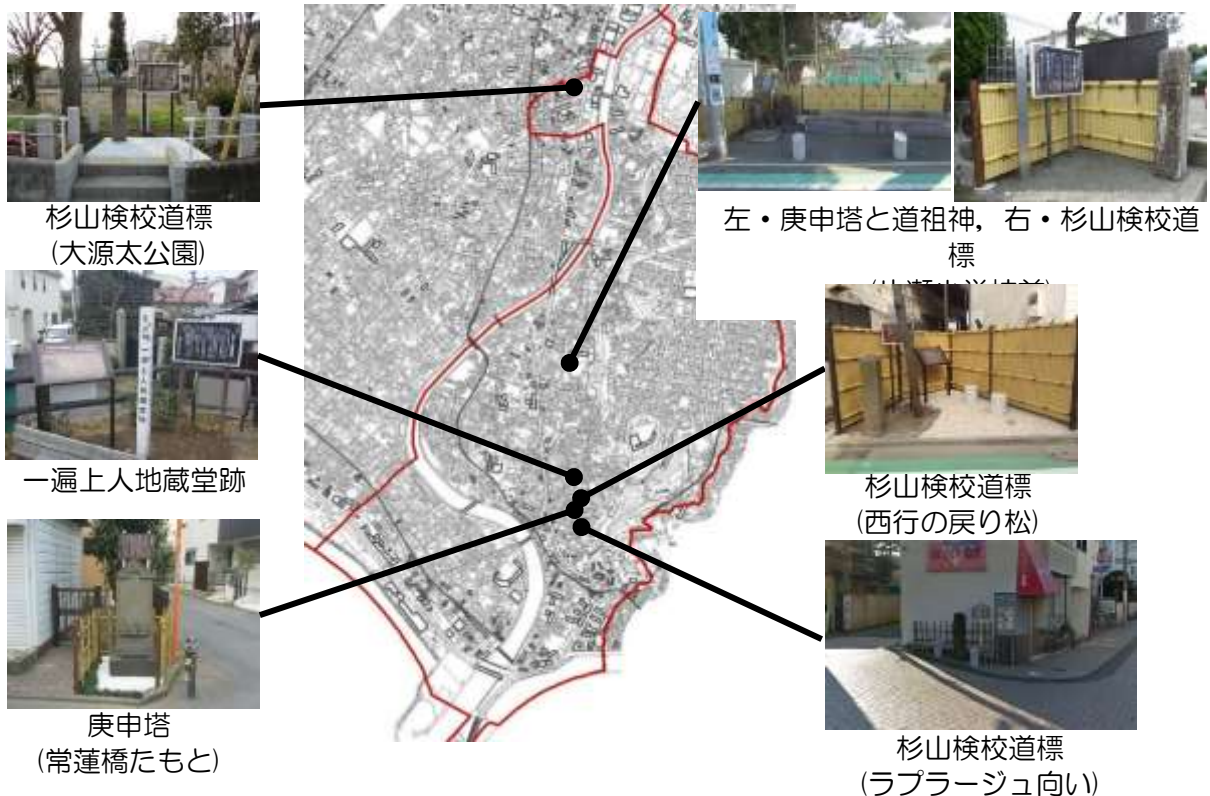 杉山検校道標
(大源太公園)
左・庚申塔と道祖神，右・杉山検校道
標
一遍上人地蔵堂跡
杉山検校道標
(西行の戻り松)
庚申塔
(常蓮橋たもと)
杉山検校道標
(ラプラージュ向い)